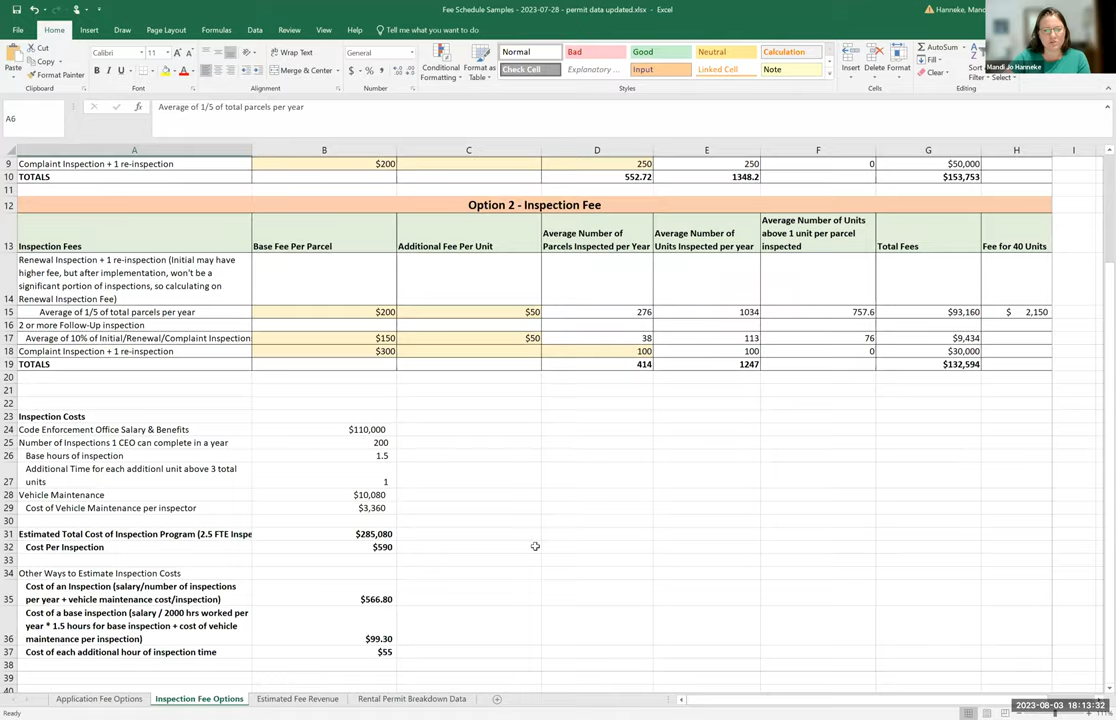 Fee Schedule Samples - 2023-07-28 - permit data updated.xlsx - Excel
Hanneke, Mand
File Home Insert Draw Page Layout Formulas Data Review View Help Tell me what you want to do
Cut
Copy
Format Painter
Paste
Clipboard
Calibri 11
Font
Wrap Text
Merge & Center
Alignment
General
Number
Conditional Formatting
Format as Table
Normal Bad Good Neutral Calculation
Check Cell Explanatory ... Input Linked Cell Note
Styles
Insert Delete Format
Cells
AutoSum
Fill
Clear
Sort
Filter Select
Editing
Mandi Jo Hanneke
A6
fx Average of 1/5 of total parcels per year
A B C D E F G H I J
9 Complaint Inspection + 1 re-inspection $200 250 250 0 $50,000
10 TOTALS 552.72 1348.2 $153,753
11
12 Option 2 - Inspection Fee
13 Inspection Fees Base Fee Per Parcel Additional Fee Per Unit Average Number of Parcels Inspected per Year Average Number of Units Inspected per year Average Number of Units above 1 unit per parcel inspected Total Fees Fee for 40 Units
Renewal Inspection + 1 re-inspection (Initial may have
higher fee, but after implementation, won't be a
significant portion of inspections, so calculating on
14 Renewal Inspection Fee)
15 Average of 1/5 of total parcels per year $200 $50 276 1034 757.6 $93,160 $ 2,150
16 2 or more Follow-Up inspection
17 Average of 10% of Initial/Renewal/Complaint Inspection $150 $50 38 113 76 $9,434
18 Complaint Inspection + 1 re-inspection $300 100 100 0 $30,000
19 TOTALS 414 1247 $132,594
20
21
22
23 Inspection Costs
24 Code Enforcement Office Salary & Benefits $110,000
25 Number of Inspections 1 CEO can complete in a year 200
26 Base hours of inspection 1.5
Additional Time for each additionl unit above 3 total
27 units 1
28 Vehicle Maintenance $10,080
29 Cost of Vehicle Maintenance per inspector $3,360
30
31 Estimated Total Cost of Inspection Program (2.5 FTE Inspe $285,080
32 Cost Per Inspection $590
33
34 Other Ways to Estimate Inspection Costs
Cost of an Inspection (salary/number of inspections
35 per year + vehicle maintenance cost/inspection) $566.80
Cost of a base inspection (salary / 2000 hrs worked per
year * 1.5 hours for base inspection + cost of vehicle
36 maintenance per inspection) $99.30
37 Cost of each additional hour of inspection time $55
38
39
40
Application Fee Options Inspection Fee Options Estimated Fee Revenue Rental Permit Breakdown Data
Ready
2023-08-03 18:13:32